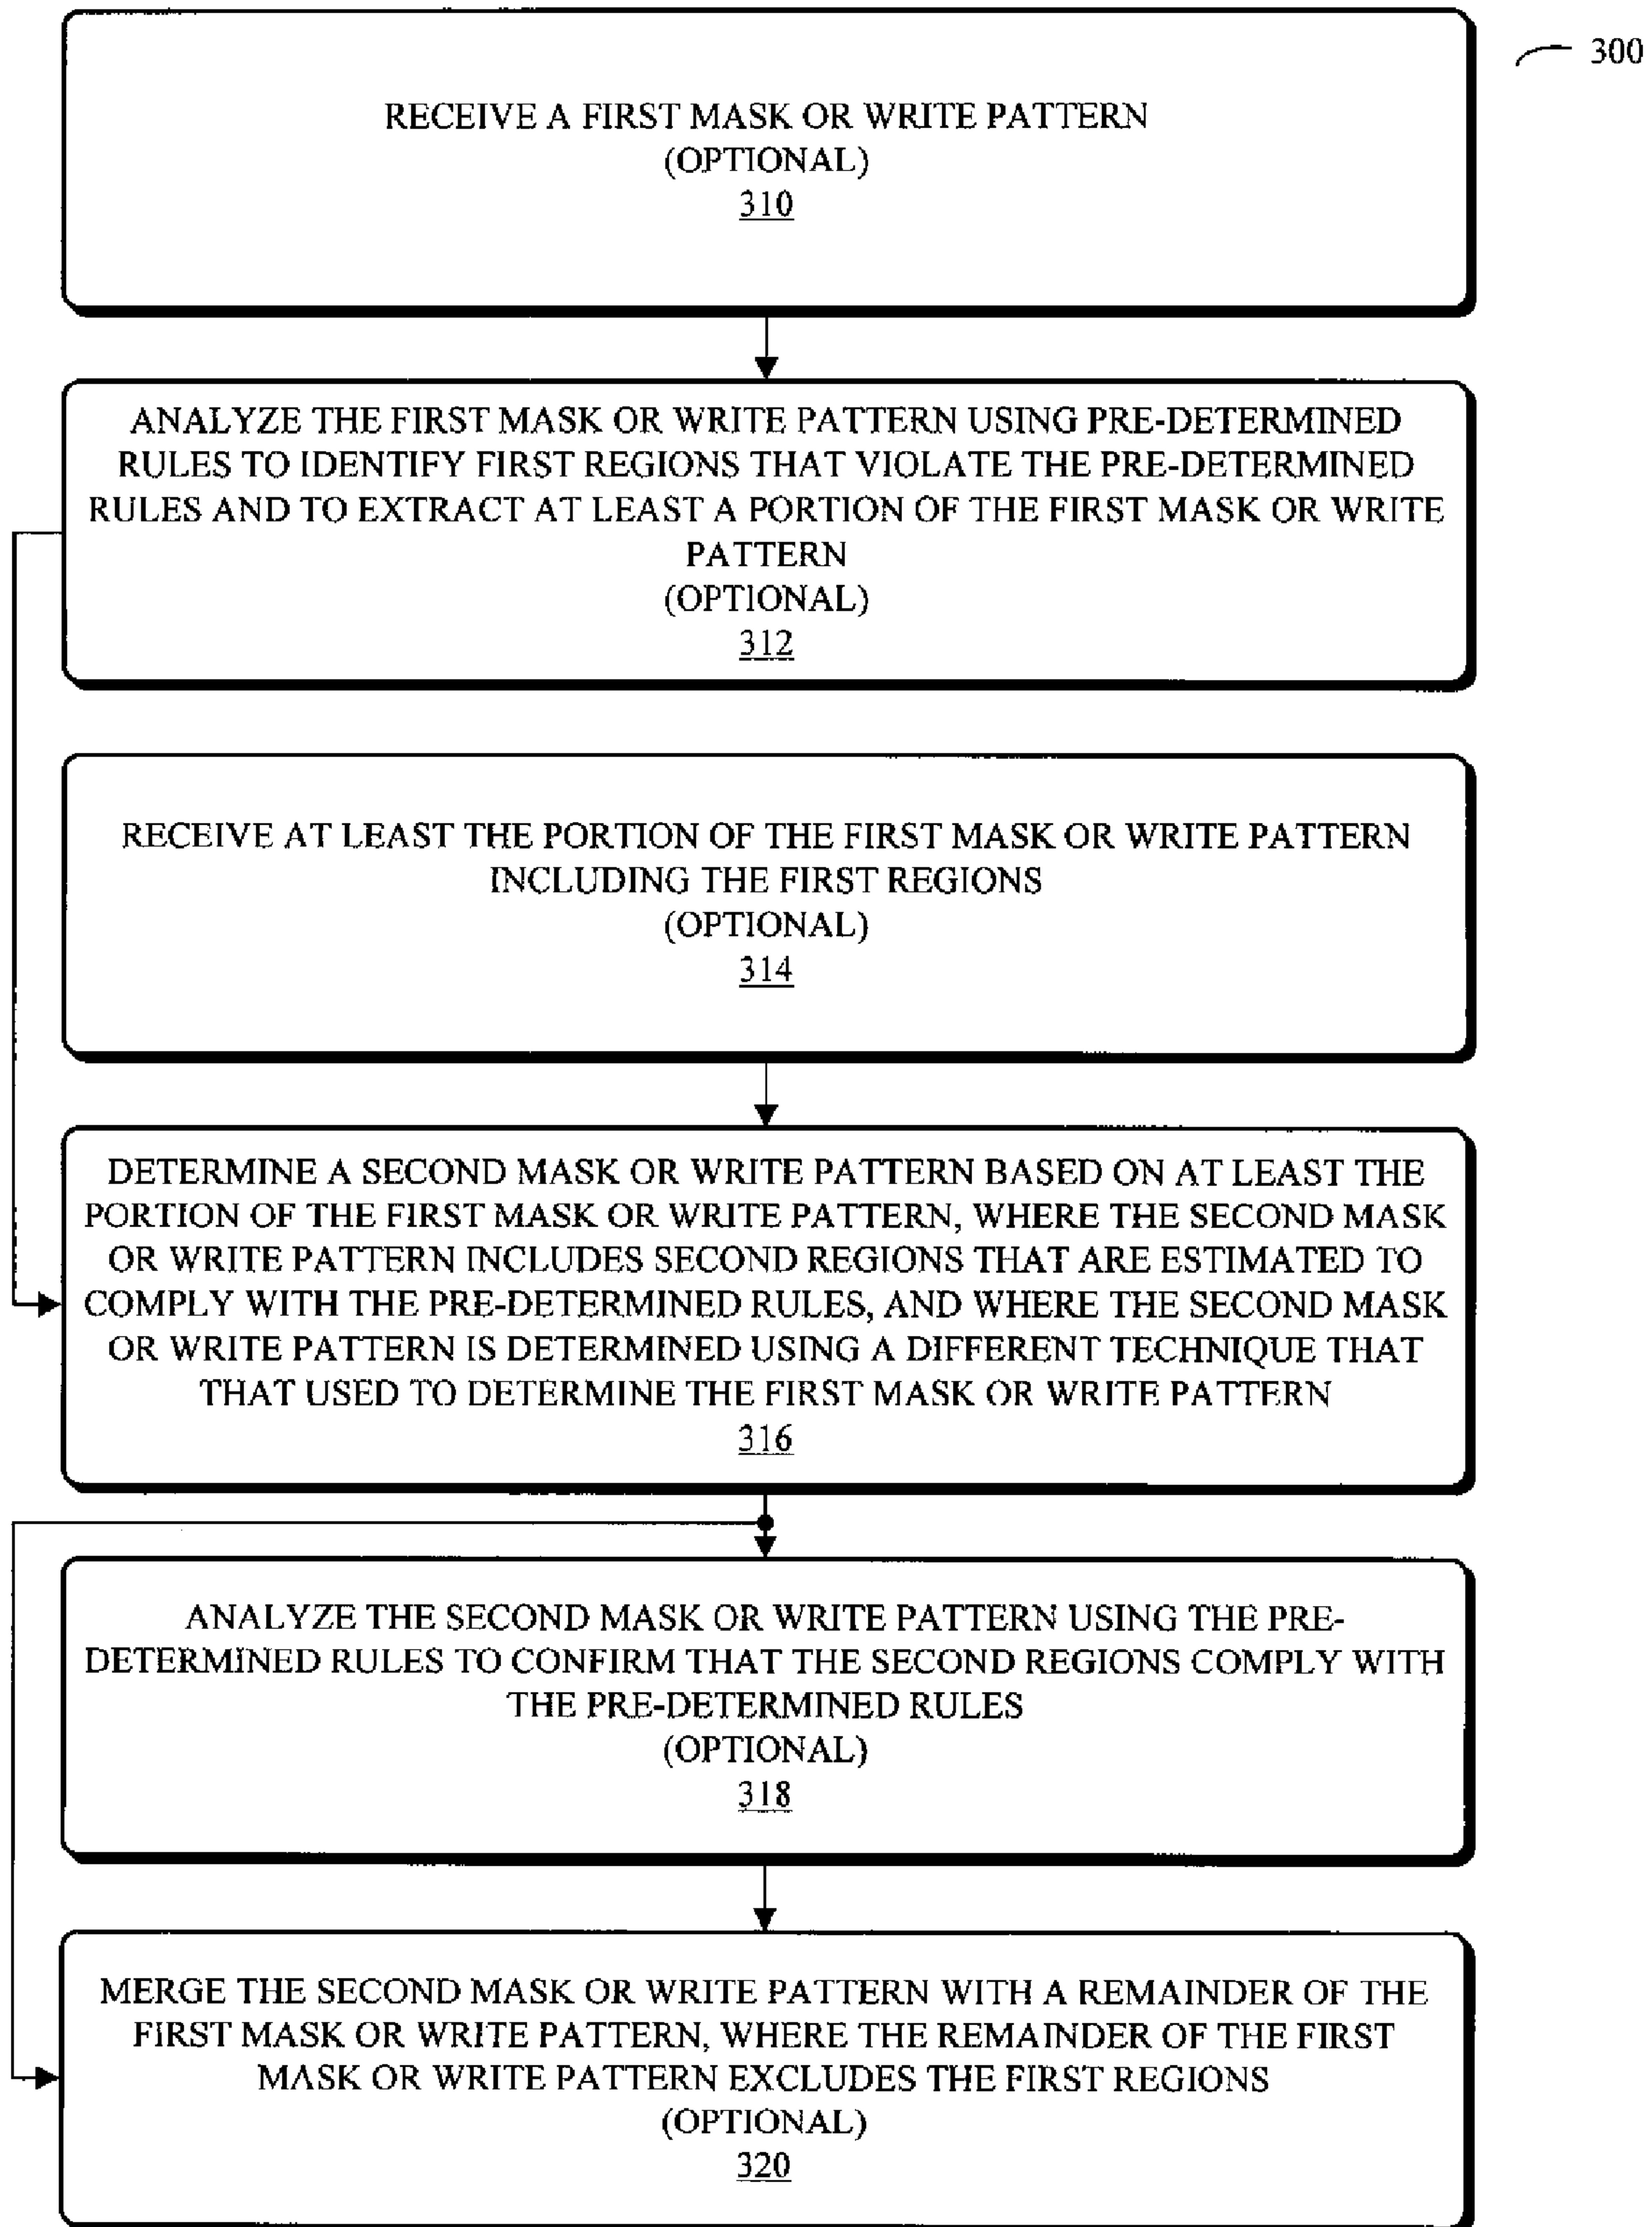 300
RECEIVE A FIRST MASK OR WRITE PATTERN
(OPTIONAL)
310
ANALYZE THE FIRST MASK OR WRITE PATTERN USING PRE-DETERMINED
RULES TO IDENTIFY FIRST REGIONS THAT VIOLATE THE PRE-DETERMINED
RULES AND TO EXTRACT AT LEAST A PORTION OF THE FIRST MASK OR WRITE
PATTERN
(OPTIONAL)
312
RECEIVE AT LEAST THE PORTION OF THE FIRST MASK OR WRITE PATTERN
INCLUDING THE FIRST REGIONS
(OPTIONAL)
314
DETERMINE A SECOND MASK OR WRITE PATTERN BASED ON AT LEAST THE
PORTION OF THE FIRST MASK OR WRITE PATTERN, WHERE THE SECOND MASK
OR WRITE PATTERN INCLUDES SECOND REGIONS THAT ARE ESTIMATED TO
COMPLY WITH THE PRE-DETERMINED RULES, AND WHERE THE SECOND MASK
OR WRITE PATTERN IS DETERMINED USING A DIFFERENT TECHNIQUE THAT
THAT USED TO DETERMINE THE FIRST MASK OR WRITE PATTERN
316
ANALYZE THE SECOND MASK OR WRITE PATTERN USING THE PRE-
DETERMINED RULES TO CONFIRM THAT THE SECOND REGIONS COMPLY WITH
THE PRE-DETERMINED RULES
(OPTIONAL)
318
MERGE THE SECOND MASK OR WRITE PATTERN WITH A REMAINDER OF THE
FIRST MASK OR WRITE PATTERN, WHERE THE REMAINDER OF THE FIRST
MASK OR WRITE PATTERN EXCLUDES THE FIRST REGIONS
(OPTIONAL)
320